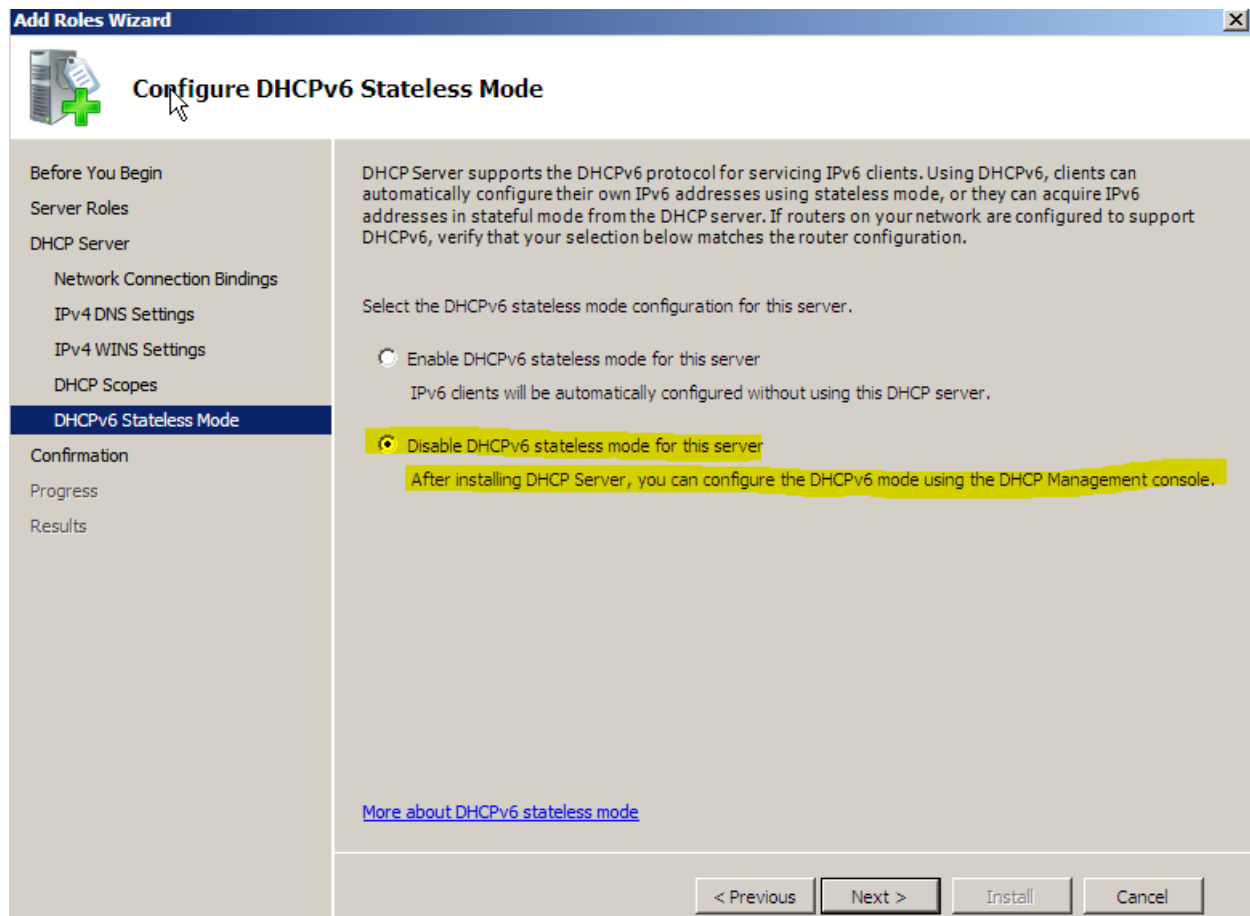 Add Roles Wizard
Configure DHCPv6 Stateless Mode
Before You Begin
Server Roles
DHCP Server
Network Connection Bindings
IPv4 DNS Settings
IPv4 WINS Settings
DHCP Scopes
DHCPv6 Stateless Mode
Confirmation
Progress
Results
DHCP Server supports the DHCPv6 protocol for servicing IPv6 clients. Using DHCPv6, clients can
automatically configure their own IPv6 addresses using stateless mode, or they can acquire IPv6
addresses in stateful mode from the DHCP server. If routers on your network are configured to support
DHCPv6, verify that your selection below matches the router configuration.
Select the DHCPv6 stateless mode configuration for this server.
Enable DHCPv6 stateless mode for this server
IPv6 clients will be automatically configured without using this DHCP server.
Disable DHCPv6 stateless mode for this server
After installing DHCP Server, you can configure the DHCPv6 mode using the DHCP Management console.
More about DHCPv6 stateless mode
< Previous
Next >
Install
Cancel